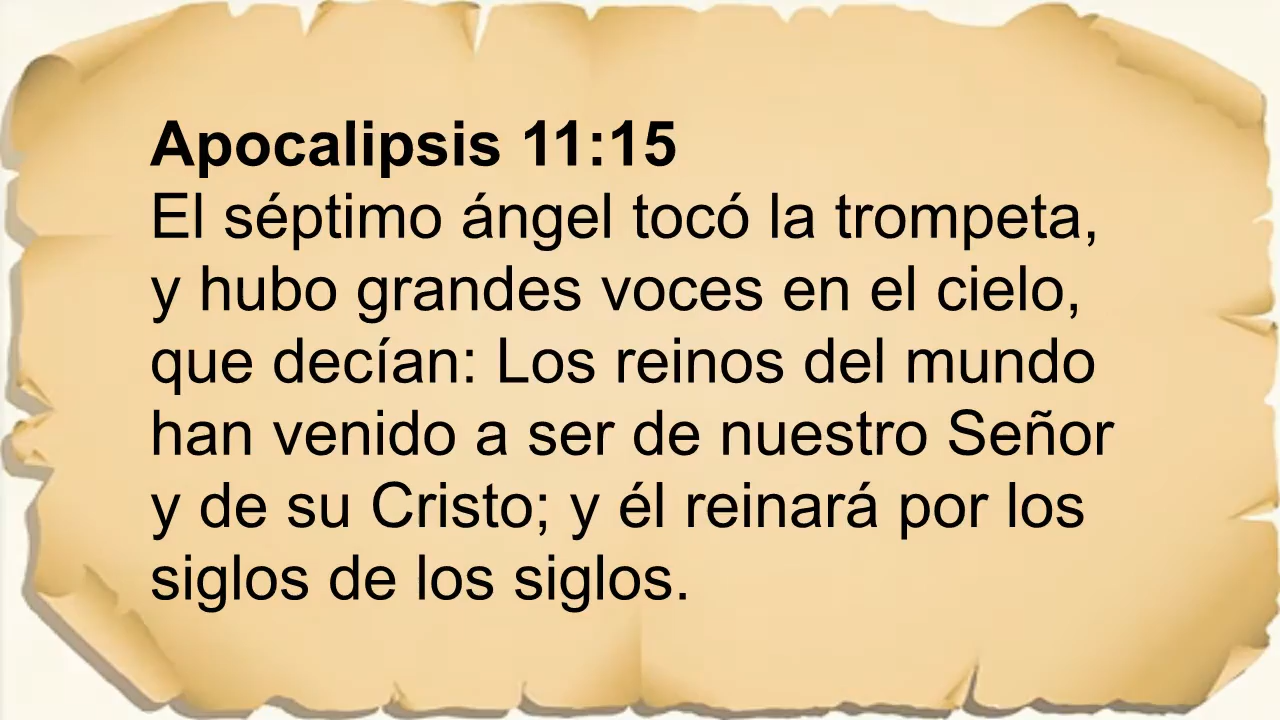 Apocalipsis 11:15
El séptimo ángel tocó la trompeta,
y hubo grandes voces en el cielo,
que decían: Los reinos del mundo
han venido a ser de nuestro Señor
y de su Cristo; y él reinará por los
siglos de los siglos.